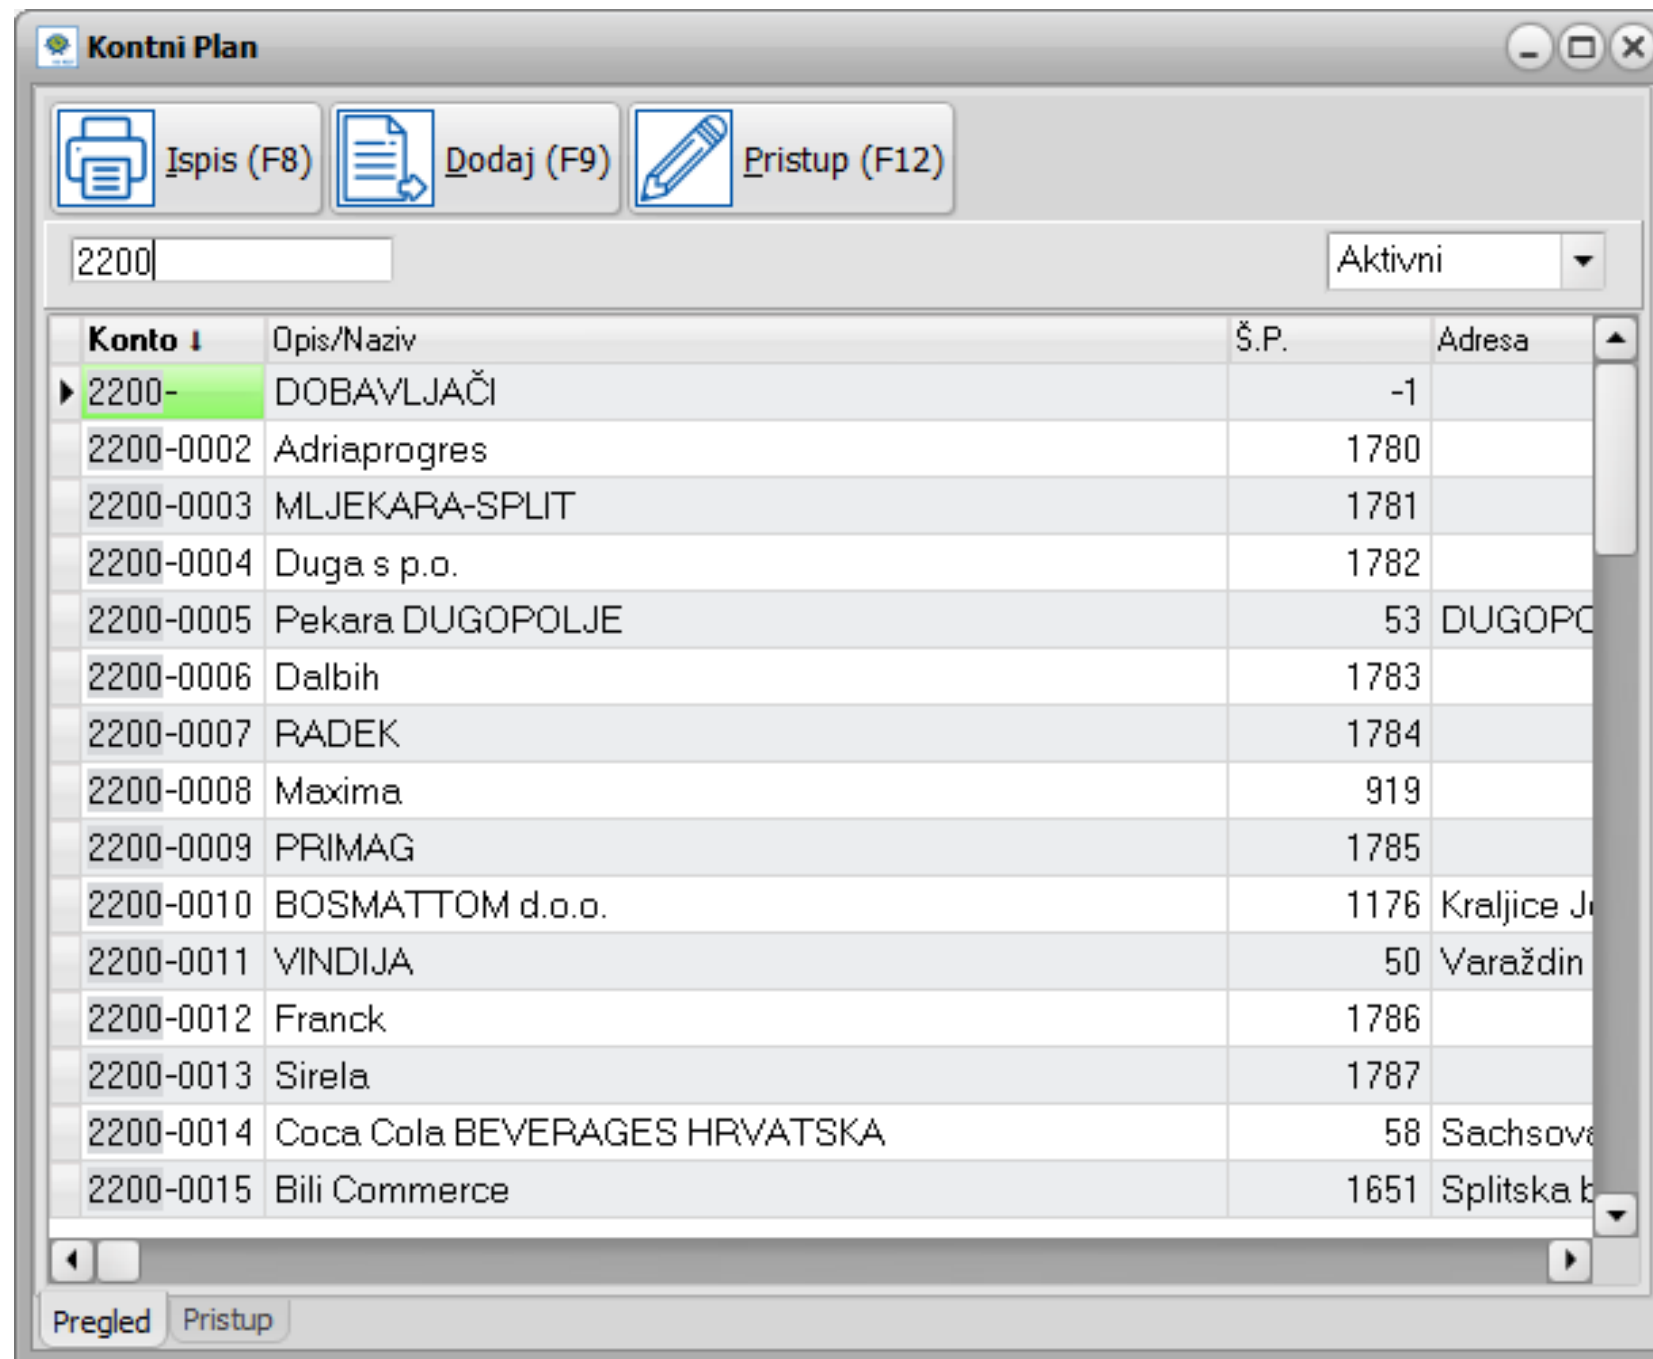 Kontni Plan
Ispis (F8) Dodaj (F9) Pristup (F12)
2200 Aktivni
Konto Opis/Naziv Š.P. Adresa
2200- DOBAVLJAČI -1
2200-0002 Adriaprogres 1780
2200-0003 MLJEKARA-SPLIT 1781
2200-0004 Duga s p.o. 1782
2200-0005 Pekara DUGOPOLJE 53 DUGOPO
2200-0006 Dalbih 1783
2200-0007 RADEK 1784
2200-0008 Maxima 919
2200-0009 PRIMAG 1785
2200-0010 BOSMATTOM d.o.o. 1176 Kraljice
2200-0011 VINDIJA 50 Varaždin
2200-0012 Franck 1786
2200-0013 Sirela 1787
2200-0014 Coca Cola BEVERAGES HRVATSKA 58 Sachsova
2200-0015 Bili Commerce 1651 Splitska
Pregled Pristup